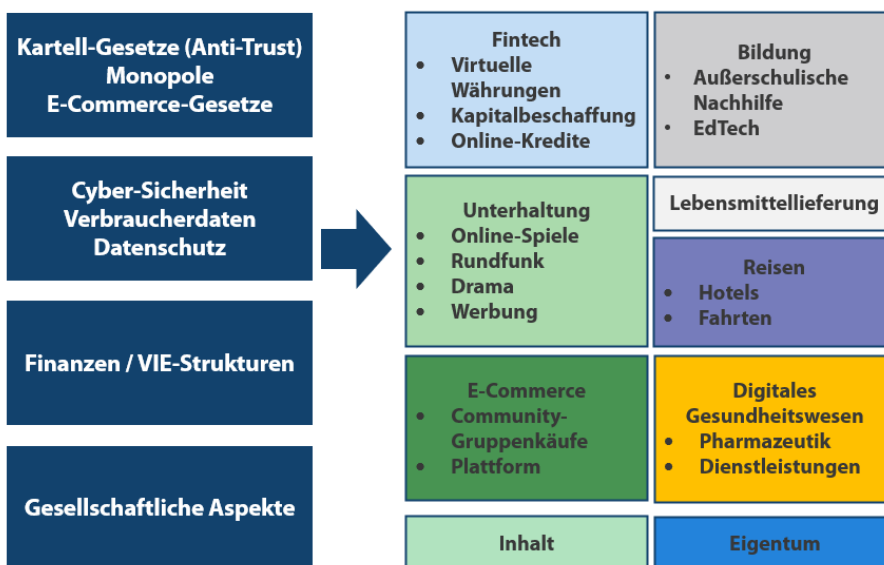 Kartell-Gesetze (Anti-Trust)
Monopole
E-Commerce-Gesetze
Cyber-Sicherheit
Verbraucherdaten
Datenschutz
Finanzen / VIE-Strukturen
Gesellschaftliche Aspekte
Fintech
• Virtuelle
Währungen
• Kapitalbeschaffung
• Online-Kredite
Bildung
• Außerschulische
Nachhilfe
• EdTech
Unterhaltung
• Online-Spiele
• Rundfunk
• Drama
• Werbung
Lebensmittellieferung
Reisen
• Hotels
• Fahrten
E-Commerce
• Community-
Gruppenkäufe
• Plattform
Digitales
Gesundheitswesen
• Pharmazeutik
• Dienstleistungen
Inhalt
Eigentum